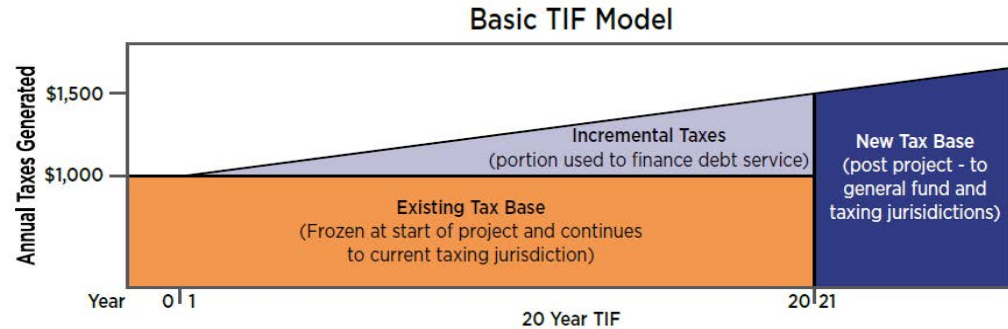 Basic TIF Model
Annual Taxes Generated
$1,500
$1,000
Incremental Taxes
(portion used to finance debt service)
Existing Tax Base
(Frozen at start of project and continues
to current taxing jurisdiction)
New Tax Base
(post project - to
general fund and
taxing jurisidictions)
Year 0 1 20 21
20 Year TIF